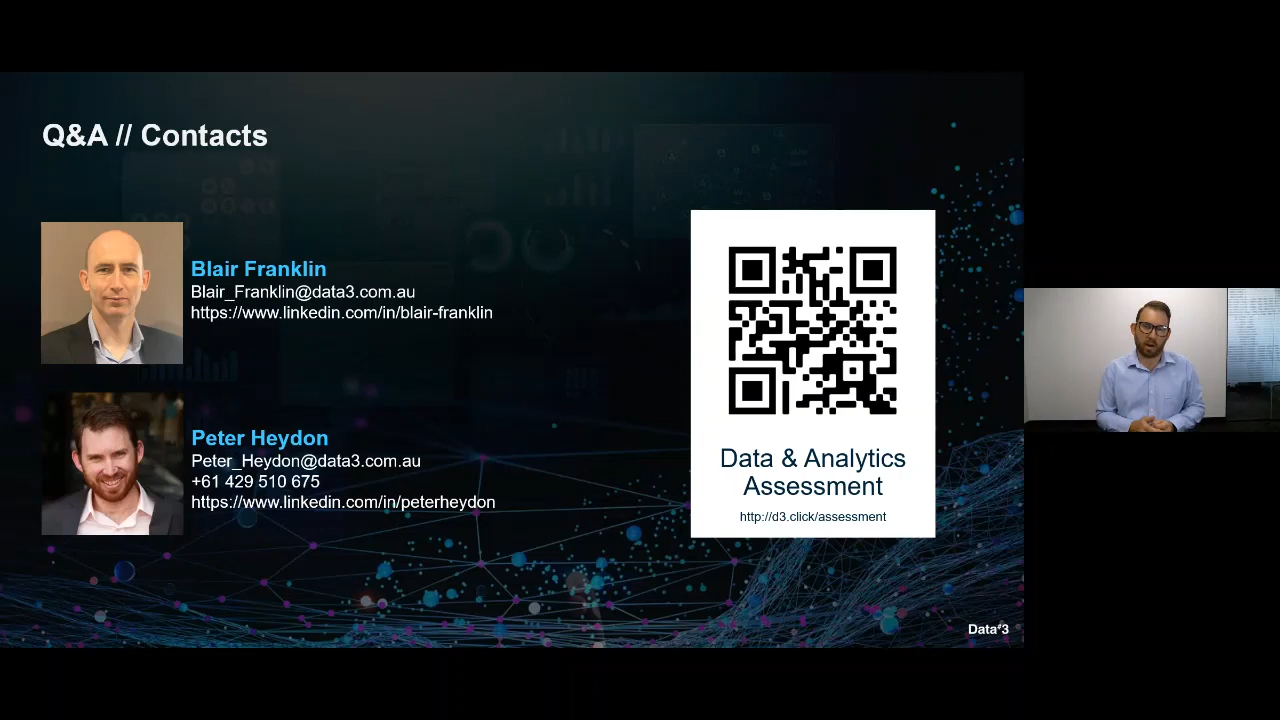 Q&A // Contacts
Blair Franklin
Blair_Franklin@data3.com.au
https://www.linkedin.com/in/blair-franklin
Peter Heydon
Peter_Heydon@data3.com.au
+61 429 510 675
https://www.linkedin.com/in/peterheydon
Data & Analytics
Assessment
http://d3.click/assessment
Data#3